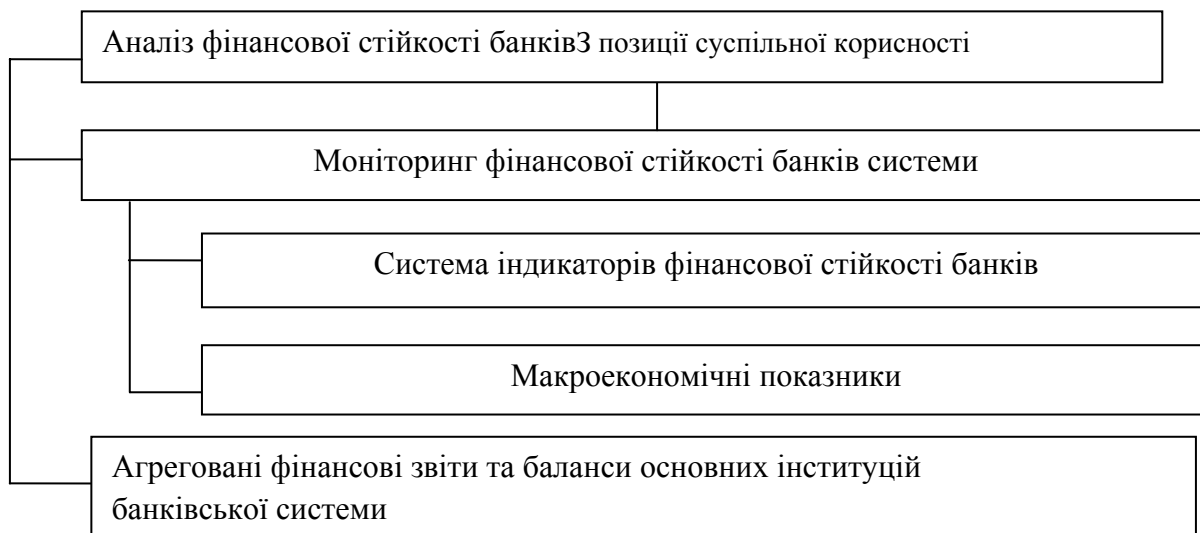 Аналіз фінансової стійкості банківЗ позиції суспільної корисності
Моніторинг фінансової стійкості банків системи
Система індикаторів фінансової стійкості банків
Макроекономічні показники
Агреговані фінансові звіти та баланси основних інституцій
банківської системи